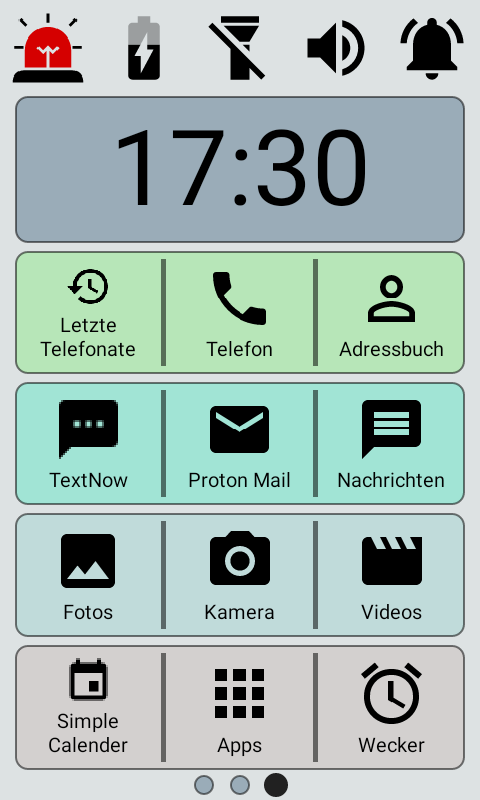 17:30
Letzte
Telefonate
Telefon
Adressbuch
TextNow
Proton Mail
Nachrichten
Fotos
Kamera
Videos
Simple
Calender
Apps
Wecker